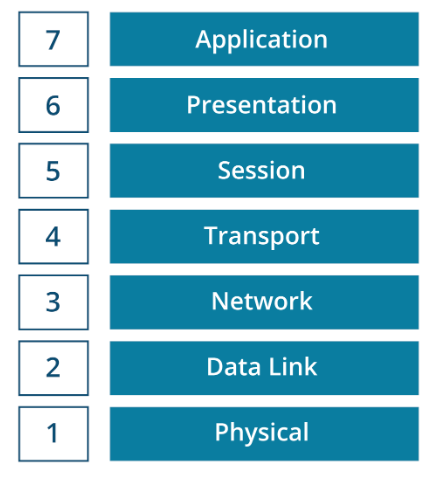 7 Application
6 Presentation
5 Session
4 Transport
3 Network
2 Data Link
1 Physical